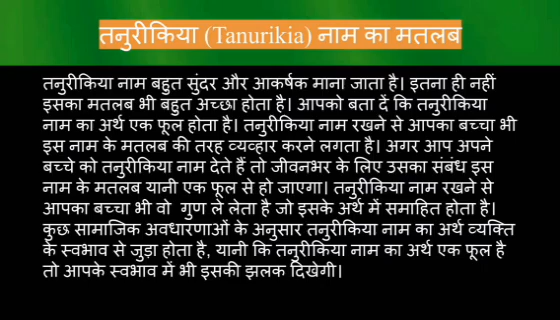 तनुरीकिया (Tanurikia) नाम का मतलब
तनुरीकिया नाम बहुत सुंदर और आकर्षक माना जाता है। इतना ही नहीं
इसका मतलब भी बहुत अच्छा होता है। आपको बता दें कि तनुरीकिया
नाम का अर्थ एक फूल होता है। तनुरीकिया नाम रखने से आपका बच्चा भी
इस नाम के मतलब की तरह व्यव्हार करने लगता है। अगर आप अपने
बच्चे को तनुरीकिया नाम देते हैं तो जीवनभर के लिए उसका संबंध इस
नाम के मतलब यानी एक फूल से हो जाएगा। तनुरीकिया नाम रखने से
आपका बच्चा भी वो गुण ले लेता है जो इसके अर्थ में समाहित होता है।
कुछ सामाजिक अवधारणाओं के अनुसार तनुरीकिया नाम का अर्थ व्यक्ति
के स्वभाव से जुड़ा होता है, यानी कि तनुरीकिया नाम का अर्थ एक फूल है
तो आपके स्वभाव में भी इसकी झलक दिखेगी।